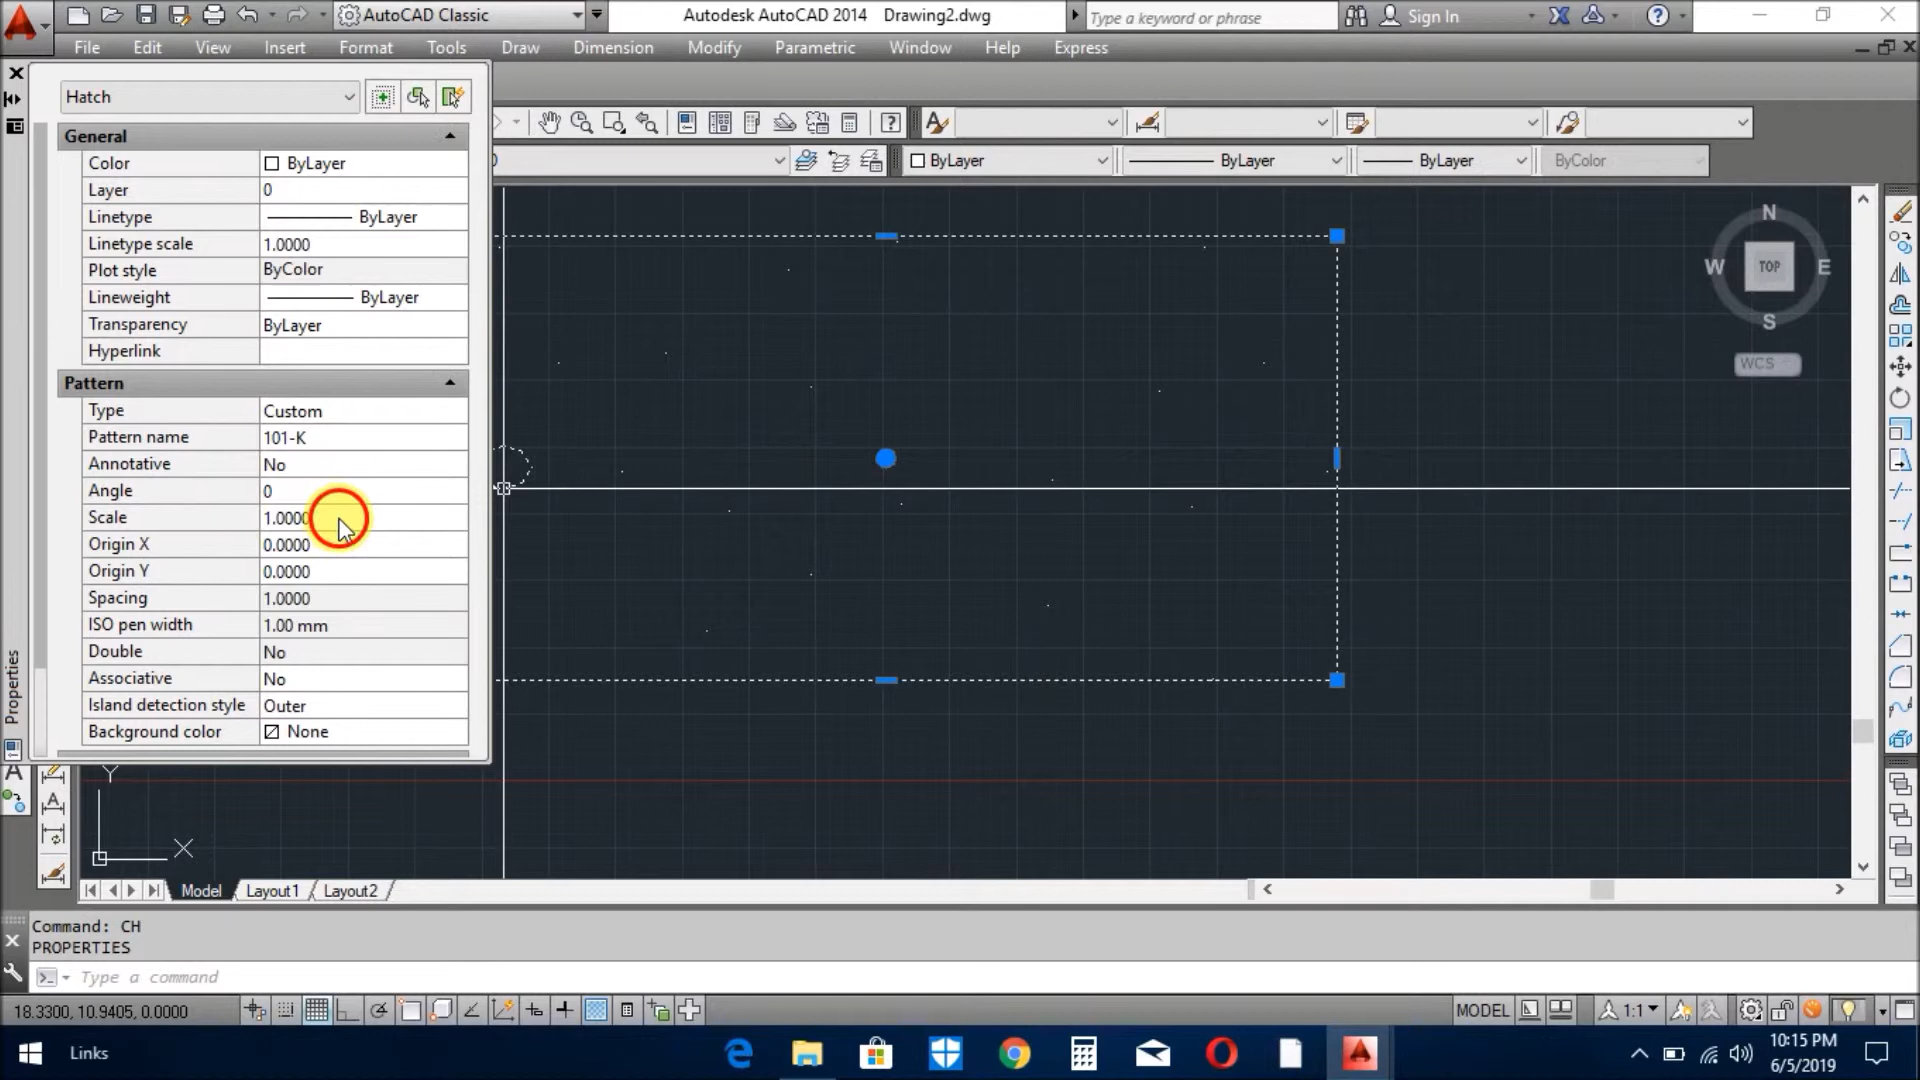 AutoCAD Classic
Autodesk AutoCAD 2014 Drawing2.dwg
Type a keyword or phrase
Sign In
File Edit View Insert Format Tools Draw Dimension Modify Parametric Window Help Express
Hatch
ByLayer ByLayer ByLayer ByColor
General
Color ByLayer
Layer 0
Linetype ByLayer
Linetype scale 1.0000
Plot style ByColor
Lineweight ByLayer
Transparency ByLayer
Hyperlink
Pattern
Type Custom
Pattern name 101-K
Annotative No
Angle 0
Scale 1.0000
Origin X 0.0000
Origin Y 0.0000
Spacing 1.0000
ISO pen width 1.00 mm
Double No
Associative No
Island detection style Outer
Background color None
Properties
N
W TOP E
S
WCS
Y
X
Model Layout1 Layout2
Command: CH
PROPERTIES
Type a command
18.3300, 10.9405, 0.0000
MODEL 1:1
Links
10:15 PM
6/5/2019